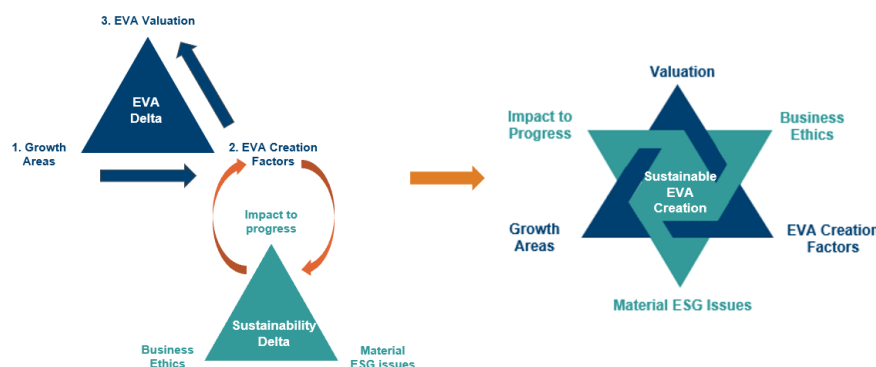 3. EVA Valuation
EVA
Delta
1. Growth
Areas
2. EVA Creation
Factors
Impact to
progress
Sustainability
Delta
Business
Ethics
Material
ESG issues
Valuation
Impact to
Progress
Business
Ethics
Sustainable
EVA
Creation
Growth
Areas
EVA Creation
Factors
Material ESG Issues